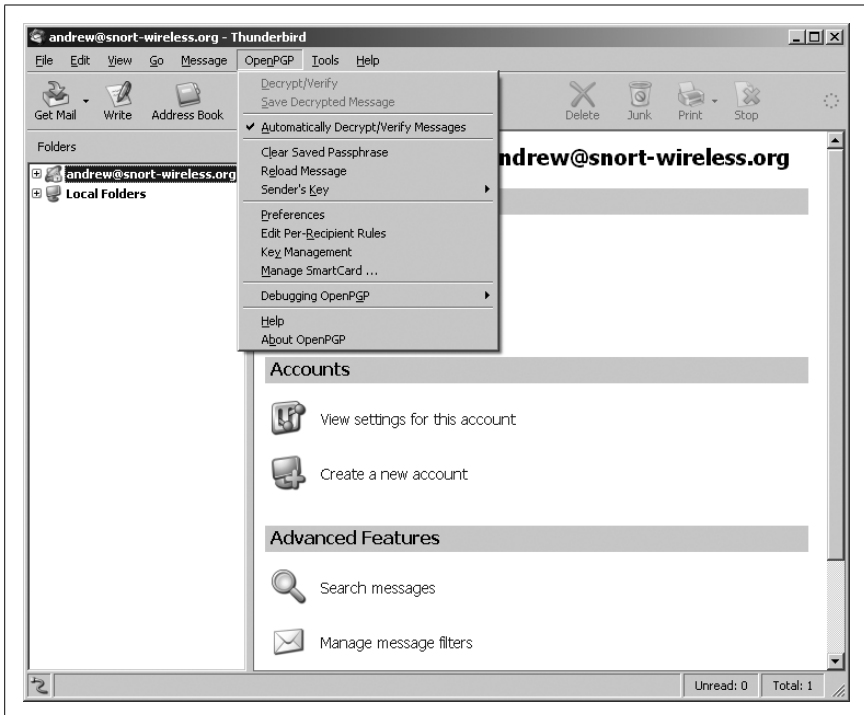 andrew@snort-wireless.org - Thunderbird
File Edit View Go Message OpenPGP Tools Help
Get Mail Write Address Book Delete Junk Print Stop
Decrypt/Verify
Save Decrypted Message
Automatically Decrypt/Verify Messages
Clear Saved Passphrase
Reload Message
Sender's Key
Preferences
Edit Per-Recipient Rules
Key Management
Manage SmartCard ...
Debugging OpenPGP
Help
About OpenPGP
Folders
andrew@snort-wireless.org
Local Folders
ndrew@snort-wireless.org
Accounts
View settings for this account
Create a new account
Advanced Features
Search messages
Manage message filters
Unread: 0 Total: 1